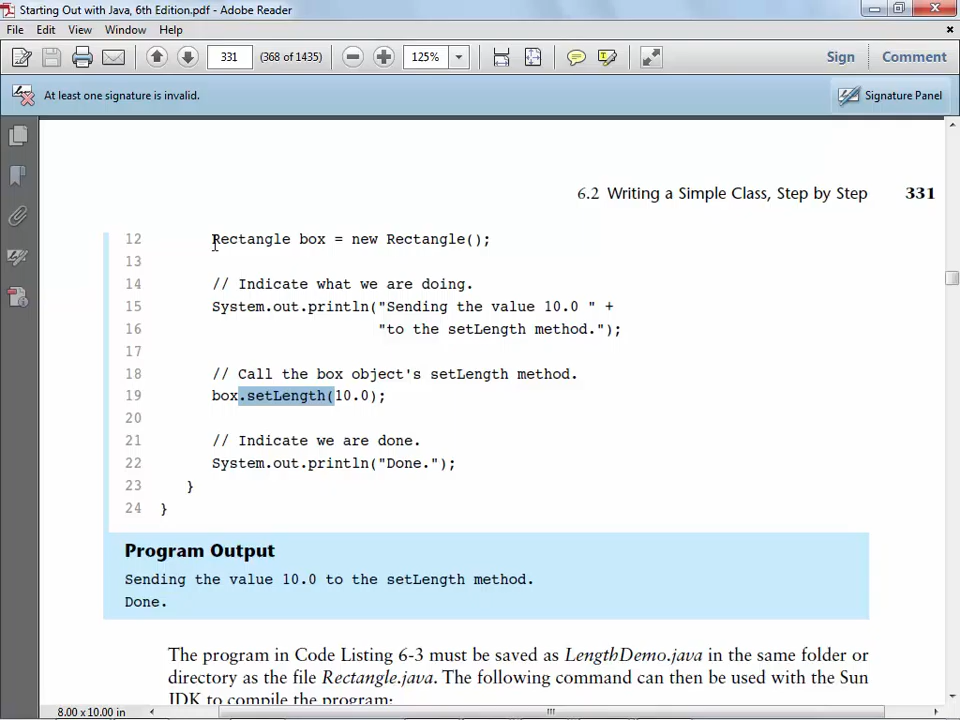 Starting Out with Java, 6th Edition.pdf - Adobe Reader
File Edit View Window Help
331 (368 of 1435) 125% Sign Comment
At least one signature is invalid. Signature Panel
6.2 Writing a Simple Class, Step by Step 331
12 Rectangle box = new Rectangle();
13
14 // Indicate what we are doing.
15 System.out.println("Sending the value 10.0 " +
16 "to the setLength method.");
17
18 // Call the box object's setLength method.
19 box.setLength(10.0);
20
21 // Indicate we are done.
22 System.out.println("Done.");
23 }
24 }
Program Output
Sending the value 10.0 to the setLength method.
Done.
The program in Code Listing 6-3 must be saved as LengthDemo.java in the same folder or
directory as the file Rectangle.java. The following command can then be used with the Sun
JDK to compile the program:
8.00 x 10.00 in